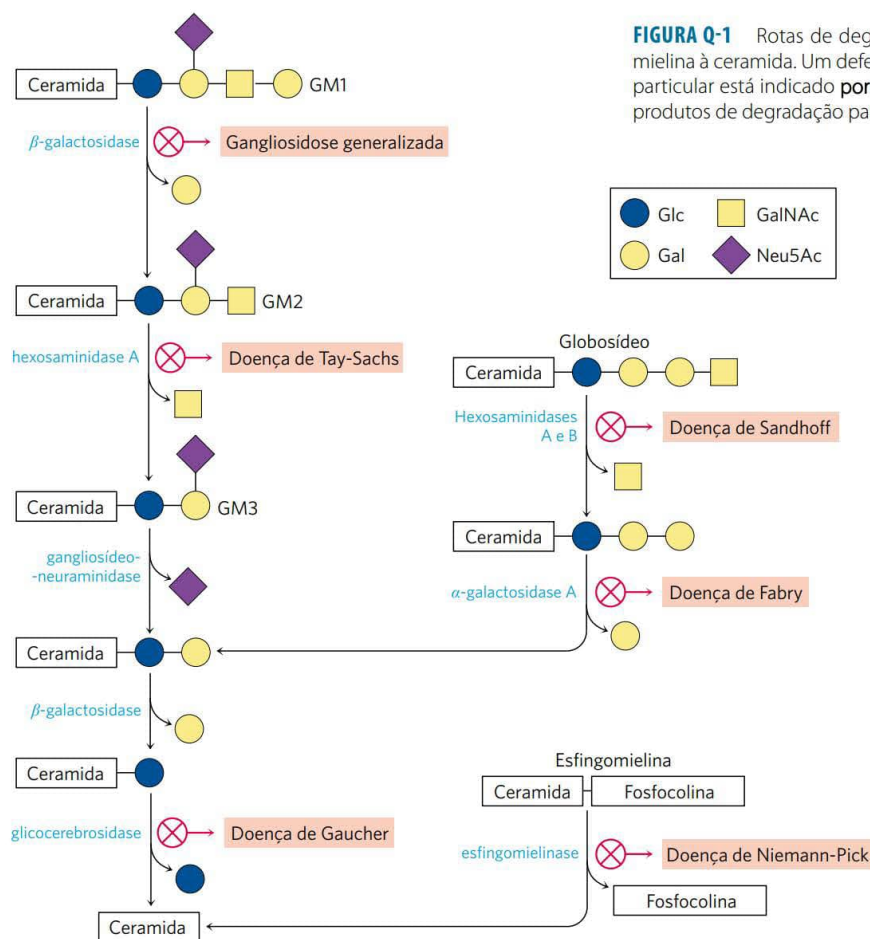 FIGURA Q-1 Rotas de deg
mielina à ceramida. Um defe
particular está indicado por
produtos de degradação pa
Glc
GalNAc
Gal
Neu5Ac
Ceramida
GM1
β-galactosidase
Gangliosidose generalizada
Ceramida
GM2
hexosaminidase A
Doença de Tay-Sachs
Ceramida
GM3
gangliosídeo-
-neuraminidase
Ceramida
β-galactosidase
Ceramida
glicocerebrosidase
Doença de Gaucher
Ceramida
Globosídeo
Ceramida
Hexosaminidases
A e B
Doença de Sandhoff
Ceramida
α-galactosidase A
Doença de Fabry
Esfingomielina
Ceramida
Fosfocolina
esfingomielinase
Doença de Niemann-Pick
Fosfocolina